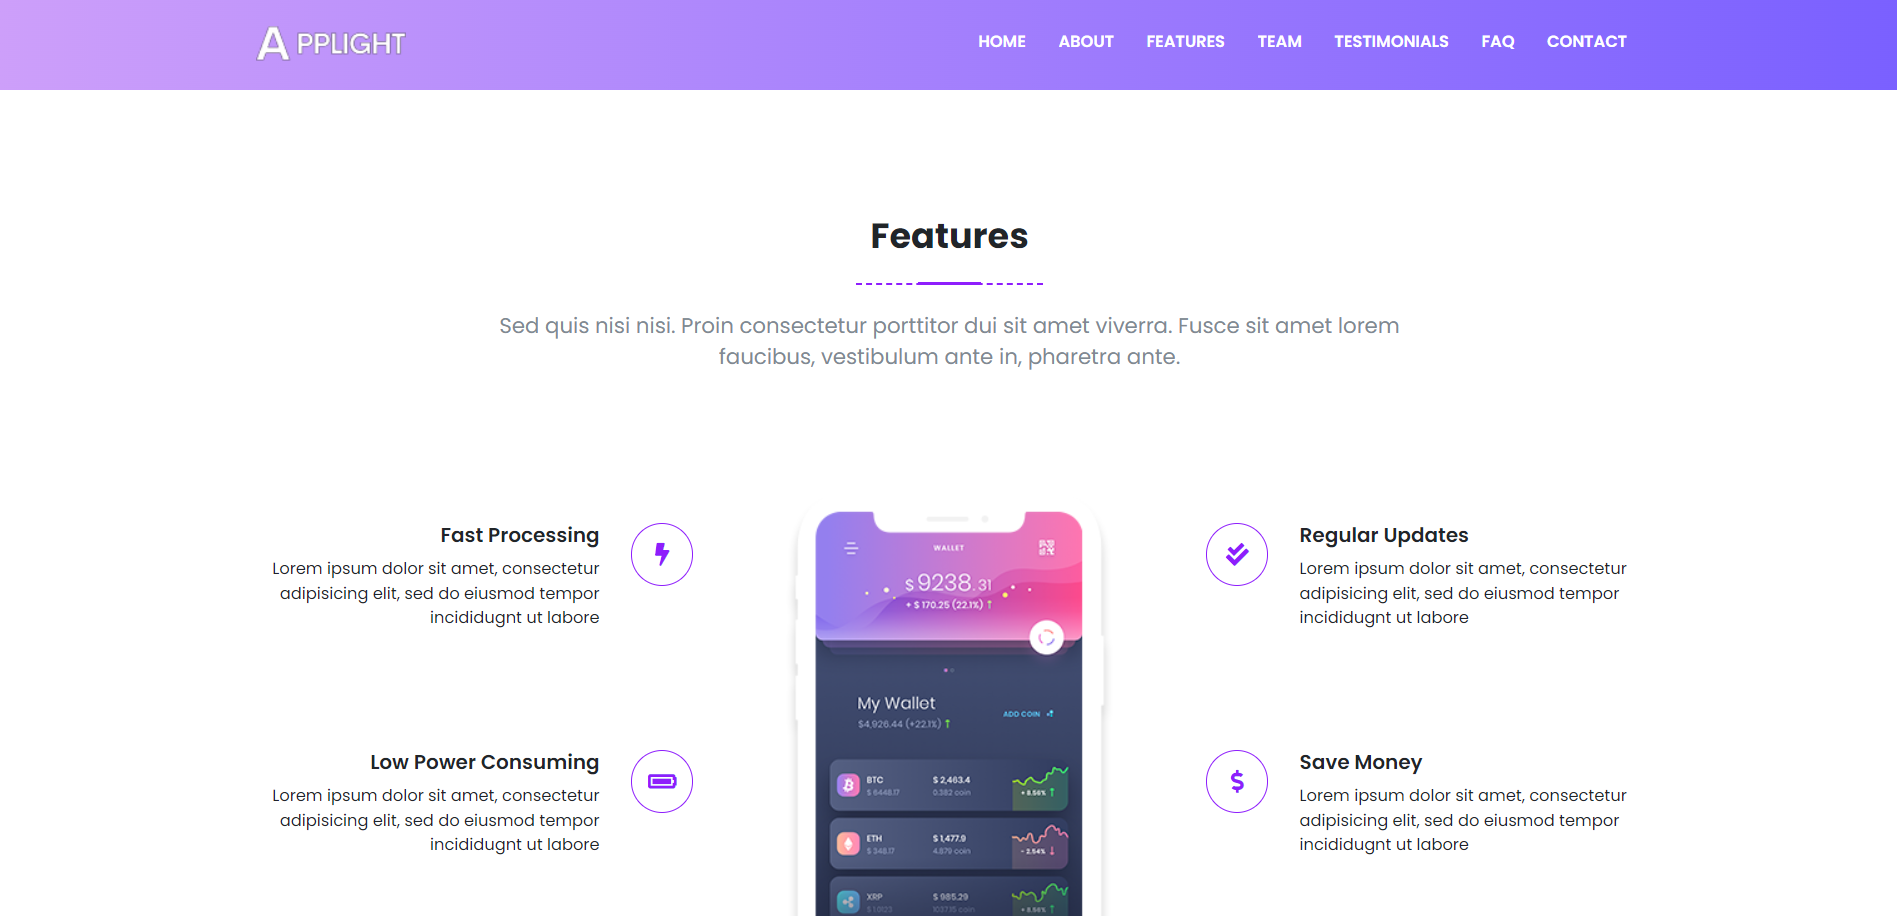 APPLIGHT
HOME ABOUT FEATURES TEAM TESTIMONIALS FAQ CONTACT
Features
Sed quis nisi nisi. Proin consectetur porttitor dui sit amet viverra. Fusce sit amet lorem
faucibus, vestibulum ante in, pharetra ante.
Fast Processing
Lorem ipsum dolor sit amet, consectetur
adipisicing elit, sed do eiusmod tempor
incididugnt ut labore
Low Power Consuming
Lorem ipsum dolor sit amet, consectetur
adipisicing elit, sed do eiusmod tempor
incididugnt ut labore
WALLET
$ 9238.31
+ $ 170.25 (22.1%)
My Wallet
$4,926.44 (+22.1%)
ADD COIN
BTC $ 2,463.4
$ 6448.17 0.382 coin + 8.56%
ETH $ 1,477.9
$ 348.17 4.879 coin - 2.54%
XRP $ 985.29
+ 8.56%
Regular Updates
Lorem ipsum dolor sit amet, consectetur
adipisicing elit, sed do eiusmod tempor
incididugnt ut labore
Save Money
Lorem ipsum dolor sit amet, consectetur
adipisicing elit, sed do eiusmod tempor
incididugnt ut labore